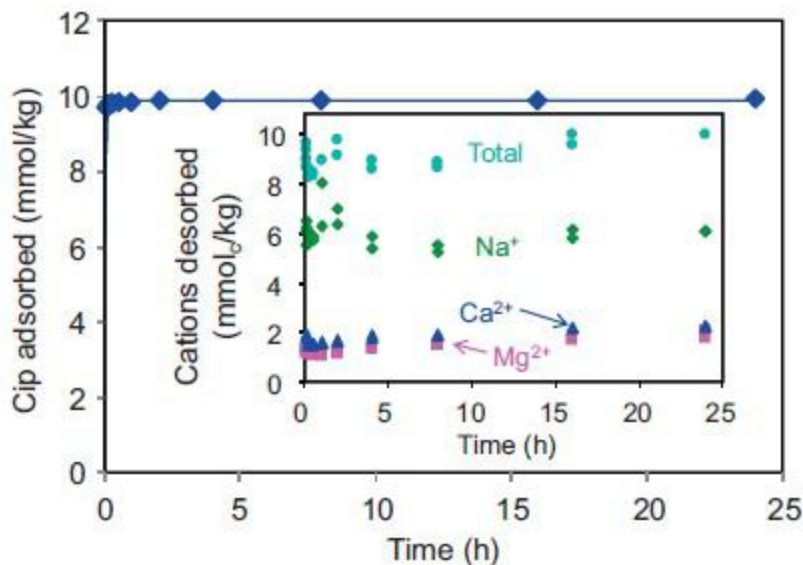 Cip adsorbed (mmol/kg)
12
10
8
6
4
2
0
0 5 10 15 20 25
Time (h)
Cations desorbed
(mmol꜀/kg)
10
8
6
4
2
0
0 5 10 15 20 25
Time (h)
Total
Na⁺
Ca²⁺
Mg²⁺